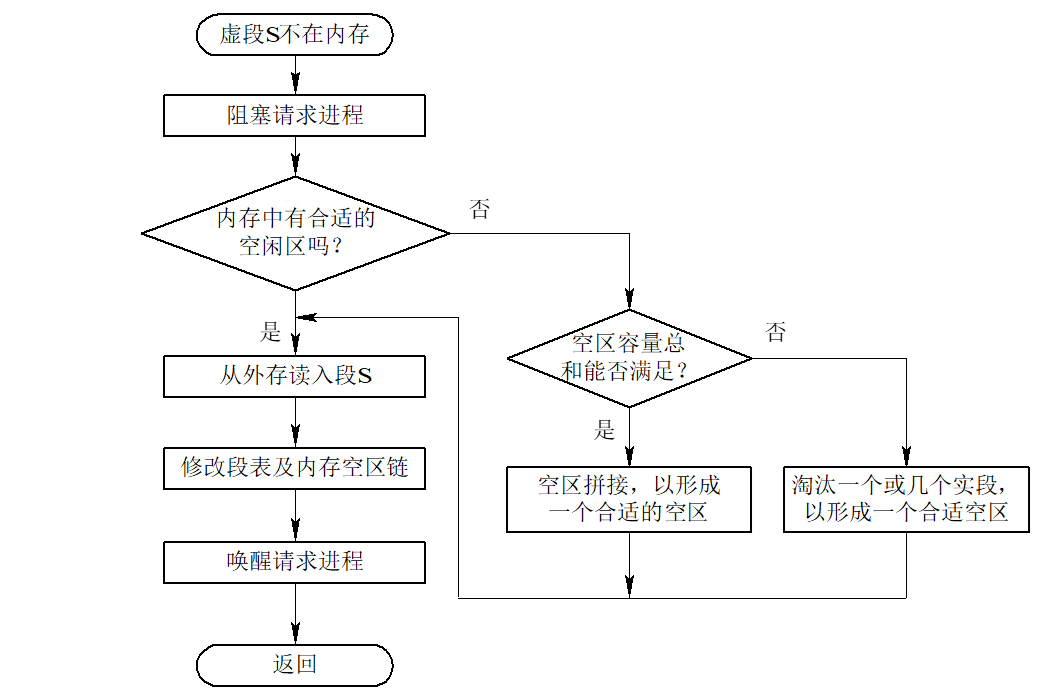 虚段S不在内存
阻塞请求进程
内存中有合适的
空闲区吗？
否
是
从外存读入段S
修改段表及内存空区链
唤醒请求进程
返回
空区容量总
和能否满足？
否
是
空区拼接，以形成
一个合适的空区
淘汰一个或几个实段，
以形成一个合适空区